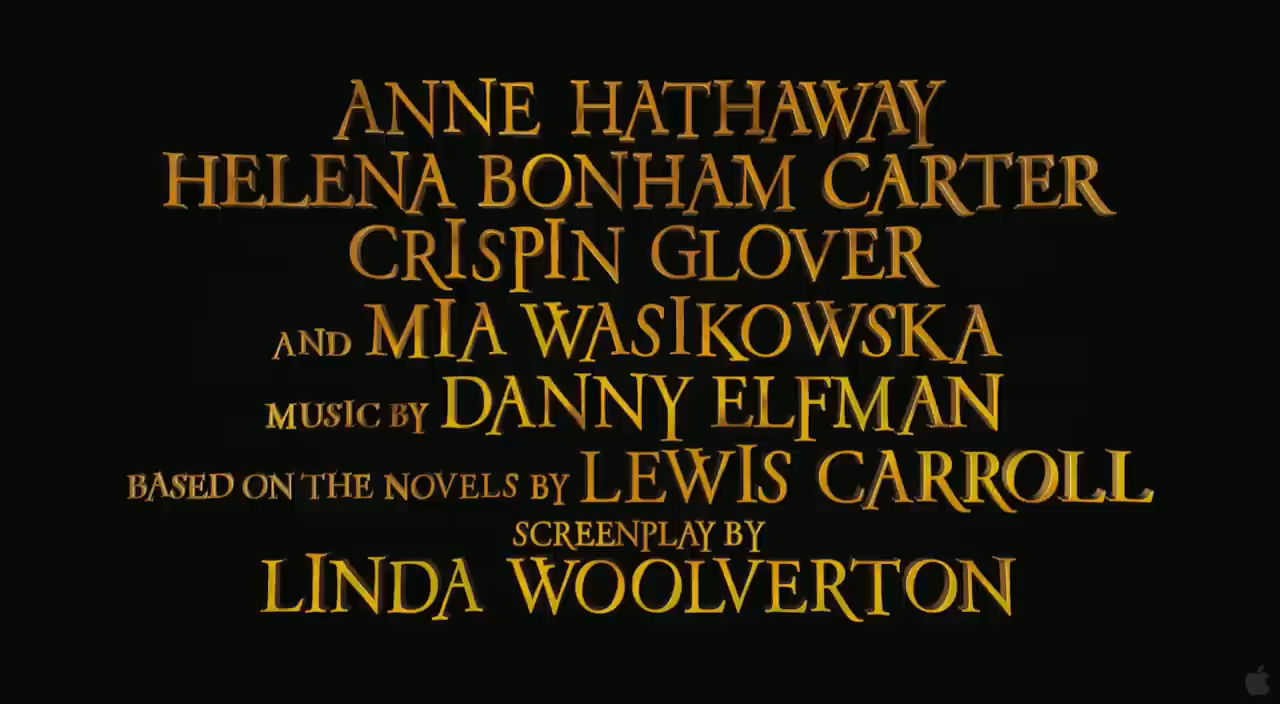 ANNE HATHAWAY
HELENA BONHAM CARTER
CRISPIN GLOVER
AND MIA WASIKOWSKA
MUSIC BY DANNY ELFMAN
BASED ON THE NOVELS BY LEWIS CARROLL
SCREENPLAY BY
LINDA WOOLVERTON